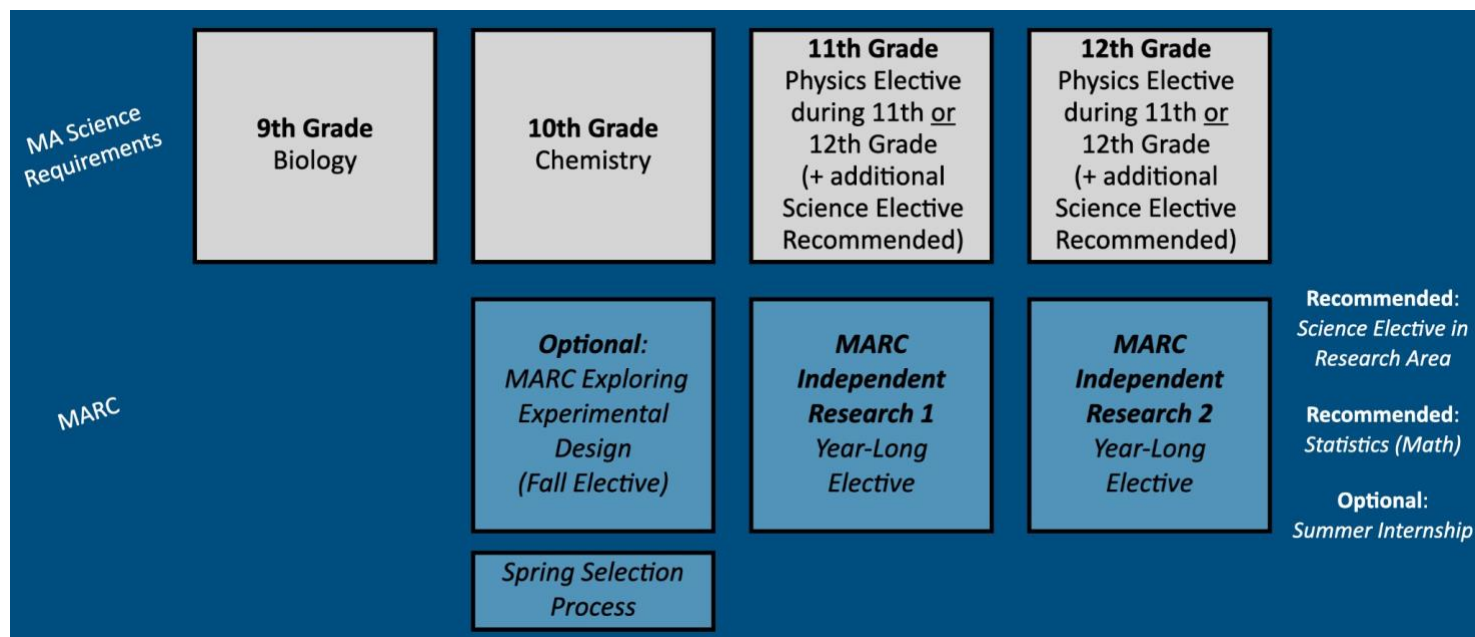 MA Science
Requirements
9th Grade
Biology
10th Grade
Chemistry
11th Grade
Physics Elective
during 11th or
12th Grade
(+ additional
Science Elective
Recommended)
12th Grade
Physics Elective
during 11th or
12th Grade
(+ additional
Science Elective
Recommended)
MARC
Optional:
MARC Exploring
Experimental
Design
(Fall Elective)
MARC
Independent
Research 1
Year-Long
Elective
MARC
Independent
Research 2
Year-Long
Elective
Recommended:
Science Elective in
Research Area
Recommended:
Statistics (Math)
Optional:
Summer Internship
Spring Selection
Process